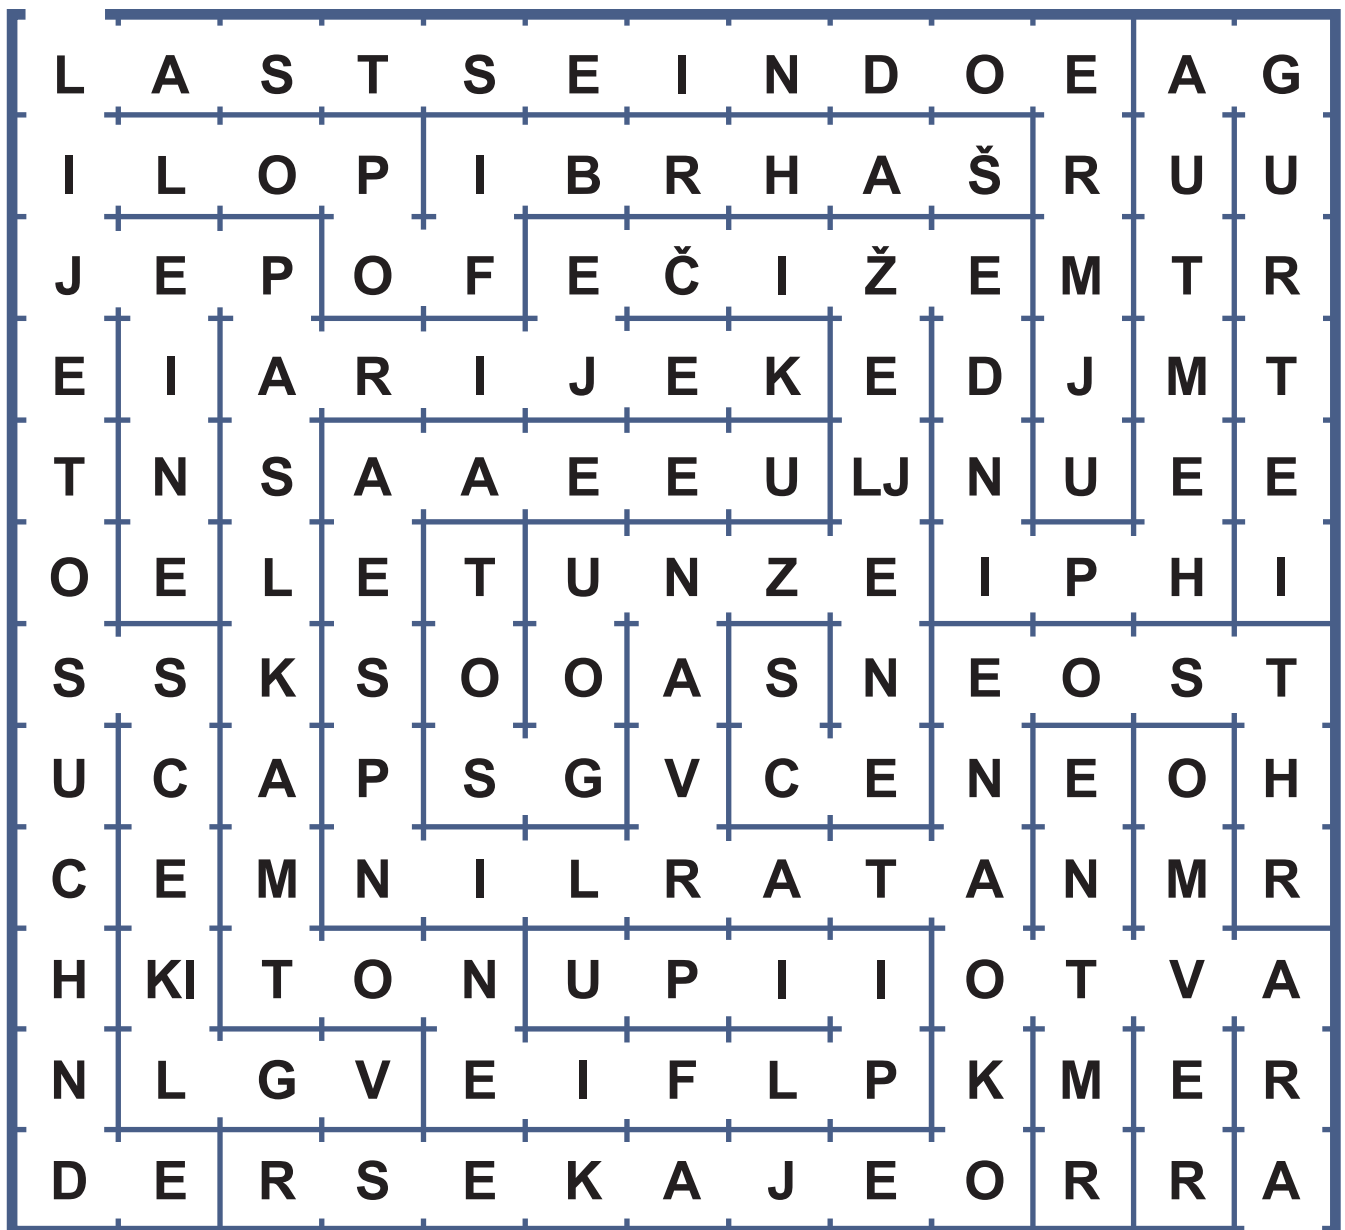 L A S T S E I N D O E A G
I L O P I B R H A Š R U U
J E P O F E Č I Ž E M T R
E I A R I J E K E D J M T
T N S A A E E U LJ N U E E
O E L E T U N Z E I P H I
S S K S O O A S N E O S T
U C A P S G V C E N E O H
C E M N I L R A T A N M R
H KI T O N U P I I O T V A
N L G V E I F L P K M E R
D E R S E K A J E O R R A